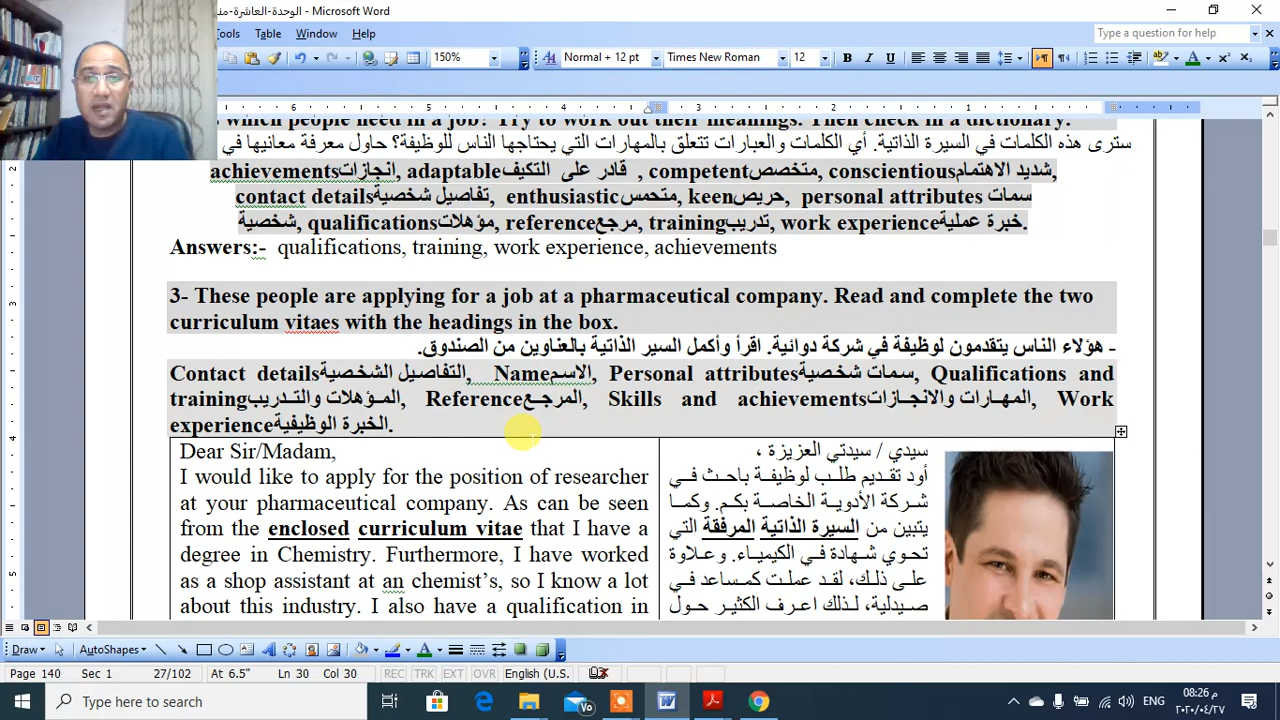 الوحدة-العاشرة-من - Microsoft Word
ools Table Window Help
Type a question for help
150% Normal + 12 pt Times New Roman 12 B I U
6 5 4 3 2 1
s which people need in a job? Try to work out their meanings. Then check in a dictionary.
سترى هذه الكلمات في السيرة الذاتية. أي الكلمات والعبارات تتعلق بالمهارات التي يحتاجها الناس للوظيفة؟ حاول معرفة معانيها في
achievementsانجازات, adaptableقادر على التكيف , competentمتخصص, conscientiousشديد الاهتمام,
contact detailsتفاصيل شخصية, enthusiasticمتحمس, keenحريص, personal attributes سمات
شخصية, qualificationsمؤهلات, referenceمرجع, trainingتدريب, work experienceخبرة عملية.
Answers:- qualifications, training, work experience, achievements
3- These people are applying for a job at a pharmaceutical company. Read and complete the two
curriculum vitaes with the headings in the box.
- هؤلاء الناس يتقدمون لوظيفة في شركة دوائية. اقرأ وأكمل السير الذاتية بالعناوين من الصندوق.
Contact detailsالتفاصيل الشخصية, Nameالاسم, Personal attributesسمات شخصية, Qualifications and
trainingالمؤهلات والتدريب, Referenceالمرجع, Skills and achievementsالمهارات والانجازات, Work
experienceالخبرة الوظيفية.
Dear Sir/Madam,
I would like to apply for the position of researcher
at your pharmaceutical company. As can be seen
from the enclosed curriculum vitae that I have a
degree in Chemistry. Furthermore, I have worked
as a shop assistant at an chemist's, so I know a lot
about this industry. I also have a qualification in
سيدي / سيدتي العزيزة ،
أود تقديم طلب لوظيفة باحث في
شركة الأدوية الخاصة بكم. وكما
يتبين من السيرة الذاتية المرفقة التي
تحوي شهادة في الكيمياء. وعلاوة
على ذلك، لقد عملت كمساعد في
صيدلية، لذلك اعرف الكثير حول
Draw AutoShapes
Page 140 Sec 1 27/102 At 6.5" Ln 30 Col 30 REC TRK EXT OVR English (U.S.
Type here to search
ENG
08:26 م
٢٠٢٠/٠٤/٢٧